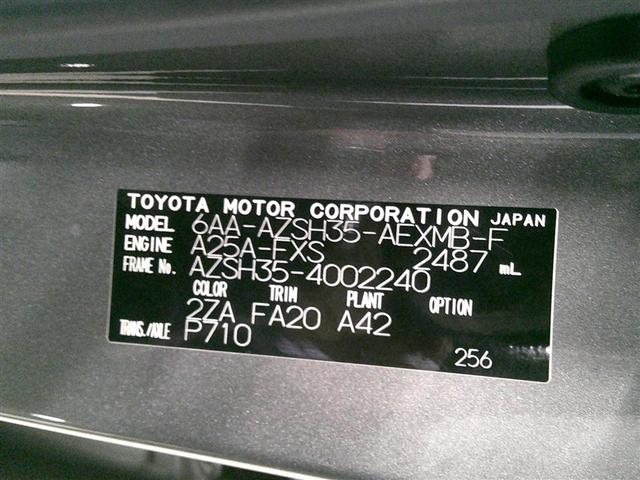 TOYOTA MOTOR CORPORATION JAPAN
MODEL 6AA-AZSH35-AEXMB-F
ENGINE A25A-FXS 2487 mL
FRAME No. AZSH35-4002240
COLOR TRIM PLANT OPTION
2ZA FA20 A42
TRANS./AXLE P710
256